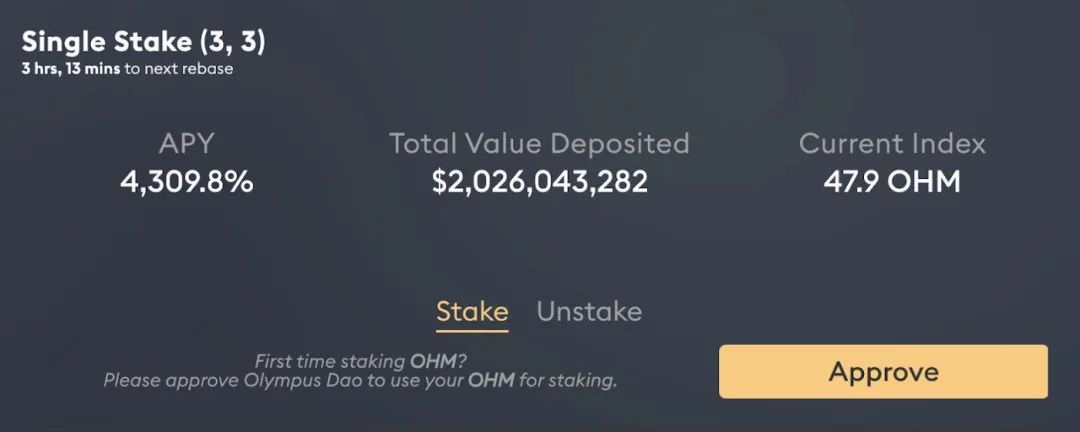 Single Stake (3, 3)
3 hrs, 13 mins to next rebase
APY
Total Value Deposited
Current Index
4,309.8%
$2,026,043,282
47.9 OHM
Stake
Unstake
First time staking OHM?
Please approve Olympus Dao to use your OHM for staking.
Approve